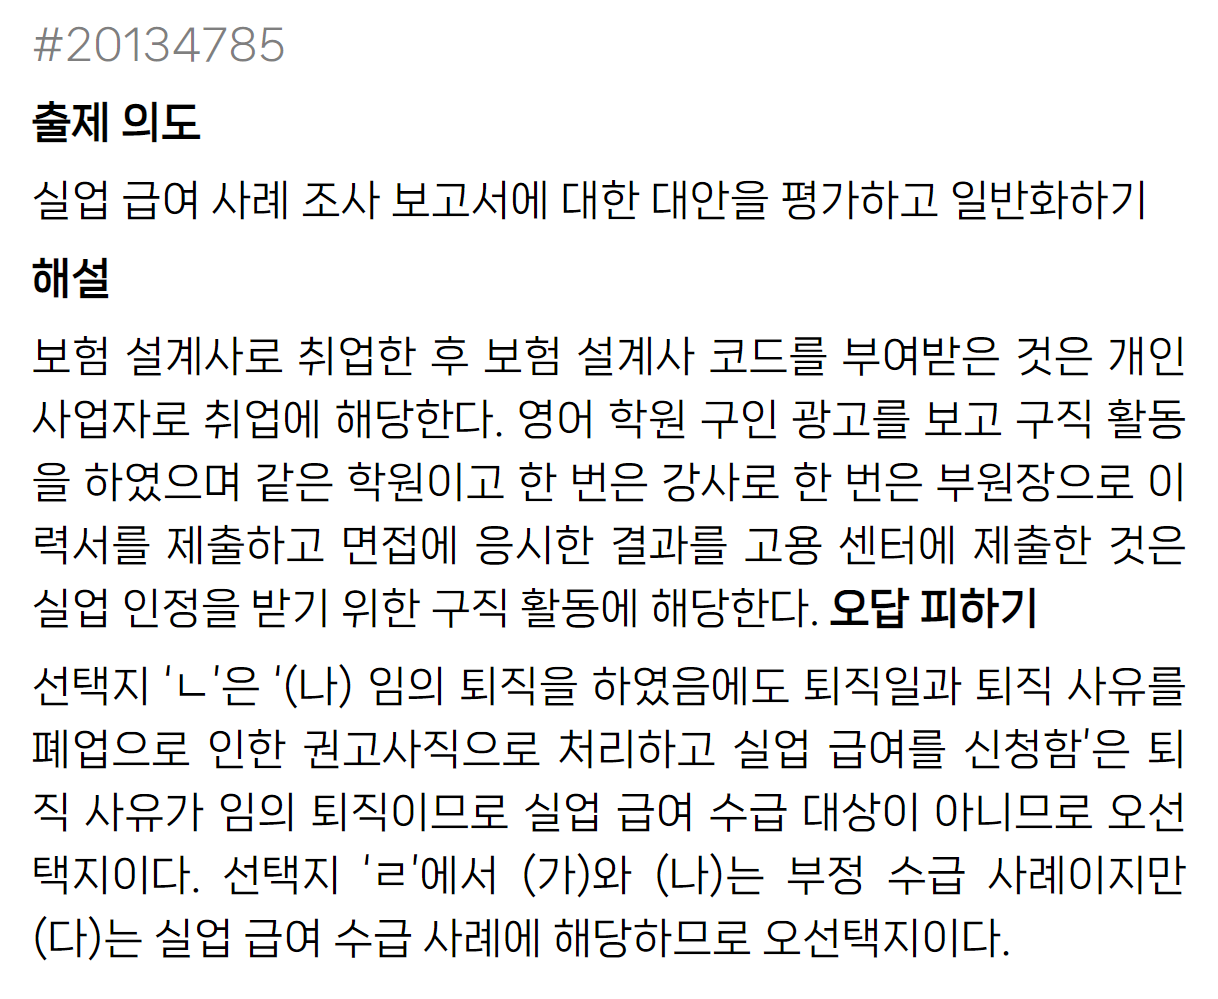 #20134785
출제 의도
실업 급여 사례 조사 보고서에 대한 대안을 평가하고 일반화하기
해설
보험 설계사로 취업한 후 보험 설계사 코드를 부여받은 것은 개인
사업자로 취업에 해당한다. 영어 학원 구인 광고를 보고 구직 활동
을 하였으며 같은 학원이고 한 번은 강사로 한 번은 부원장으로 이
력서를 제출하고 면접에 응시한 결과를 고용 센터에 제출한 것은
실업 인정을 받기 위한 구직 활동에 해당한다. 오답 피하기
선택지 'ㄴ'은 '(나) 임의 퇴직을 하였음에도 퇴직일과 퇴직 사유를
폐업으로 인한 권고사직으로 처리하고 실업 급여를 신청함'은 퇴
직 사유가 임의 퇴직이므로 실업 급여 수급 대상이 아니므로 오선
택지이다. 선택지 'ㄹ'에서 (가)와 (나)는 부정 수급 사례이지만
(다)는 실업 급여 수급 사례에 해당하므로 오선택지이다.